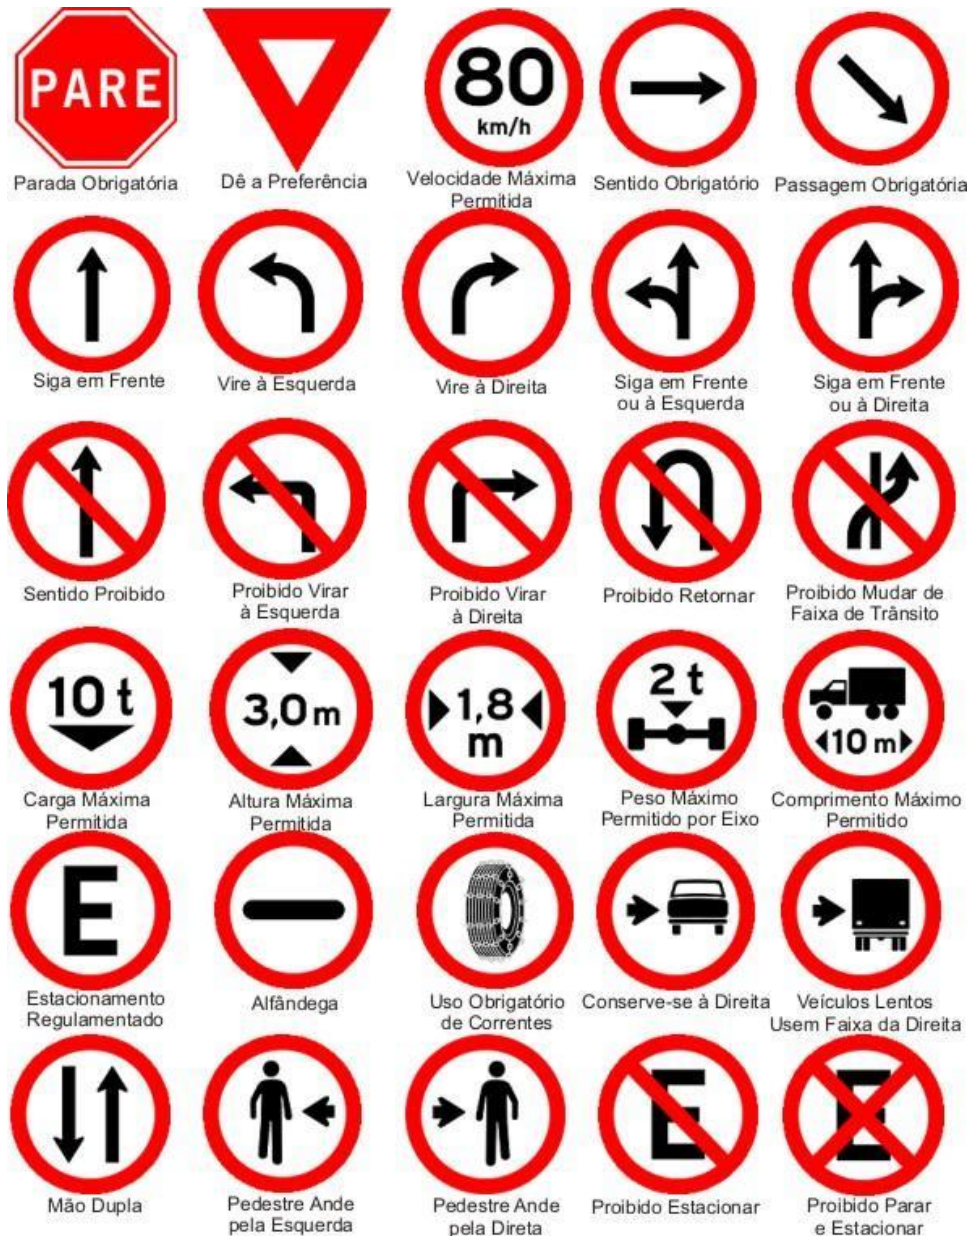 PARE
80
km/h
Parada Obrigatória
Dê a Preferência
Velocidade Máxima
Permitida
Sentido Obrigatório
Passagem Obrigatória
Siga em Frente
Vire à Esquerda
Vire à Direita
Siga em Frente
ou à Esquerda
Siga em Frente
ou à Direita
Sentido Proibido
Proibido Virar
à Esquerda
Proibido Virar
à Direita
Proibido Retornar
Proibido Mudar de
Faixa de Trânsito
10 t
3,0 m
1,8
m
2 t
10 m
Carga Máxima
Permitida
Altura Máxima
Permitida
Largura Máxima
Permitida
Peso Máximo
Permitido por Eixo
Comprimento Máximo
Permitido
E
Estacionamento
Regulamentado
Alfândega
Uso Obrigatório
de Correntes
Conserve-se à Direita
Veículos Lentos
Usem Faixa da Direita
E
E
Mão Dupla
Pedestre Ande
pela Esquerda
Pedestre Ande
pela Direta
Proibido Estacionar
Proibido Parar
e Estacionar